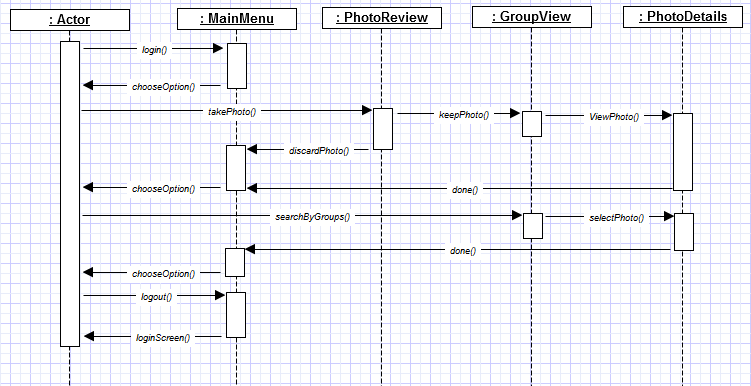 : Actor
: MainMenu
: PhotoReview
: GroupView
: PhotoDetails
login()
chooseOption()
takePhoto()
keepPhoto()
ViewPhoto()
discardPhoto()
chooseOption()
done()
searchByGroups()
selectPhoto()
done()
chooseOption()
logout()
loginScreen()